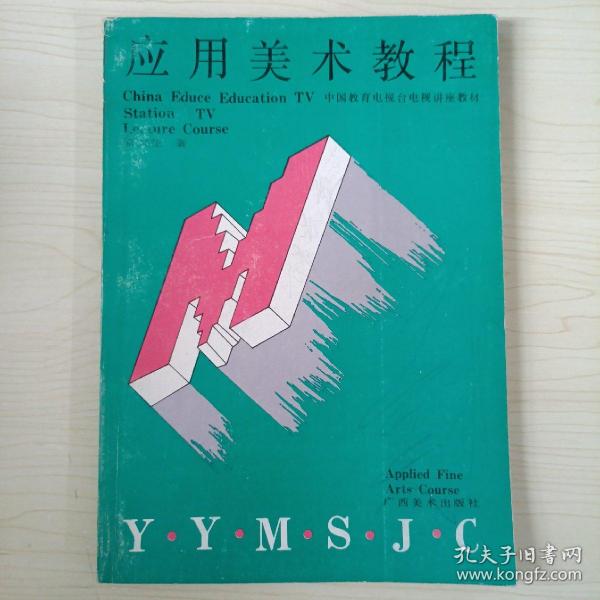 应用美术教程
China Educe Education TV 中国教育电视台电视讲座教材
Station TV
Lecture Course
著
Applied Fine
Arts Course
广西美术出版社
Y·Y·M·S·J·C
孔夫子旧书网
www.kongfz.com